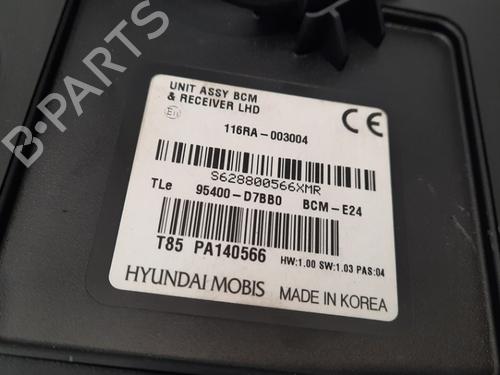 UNIT ASSY BCM
& RECEIVER LHD
CE
116RA-003004
S628800566XMR
TLe 95400-D7BB0 BCM-E24
T85 PA140566
HW:1.00 SW:1.03 PAS:04
HYUNDAI MOBIS MADE IN KOREA
B-PARTS